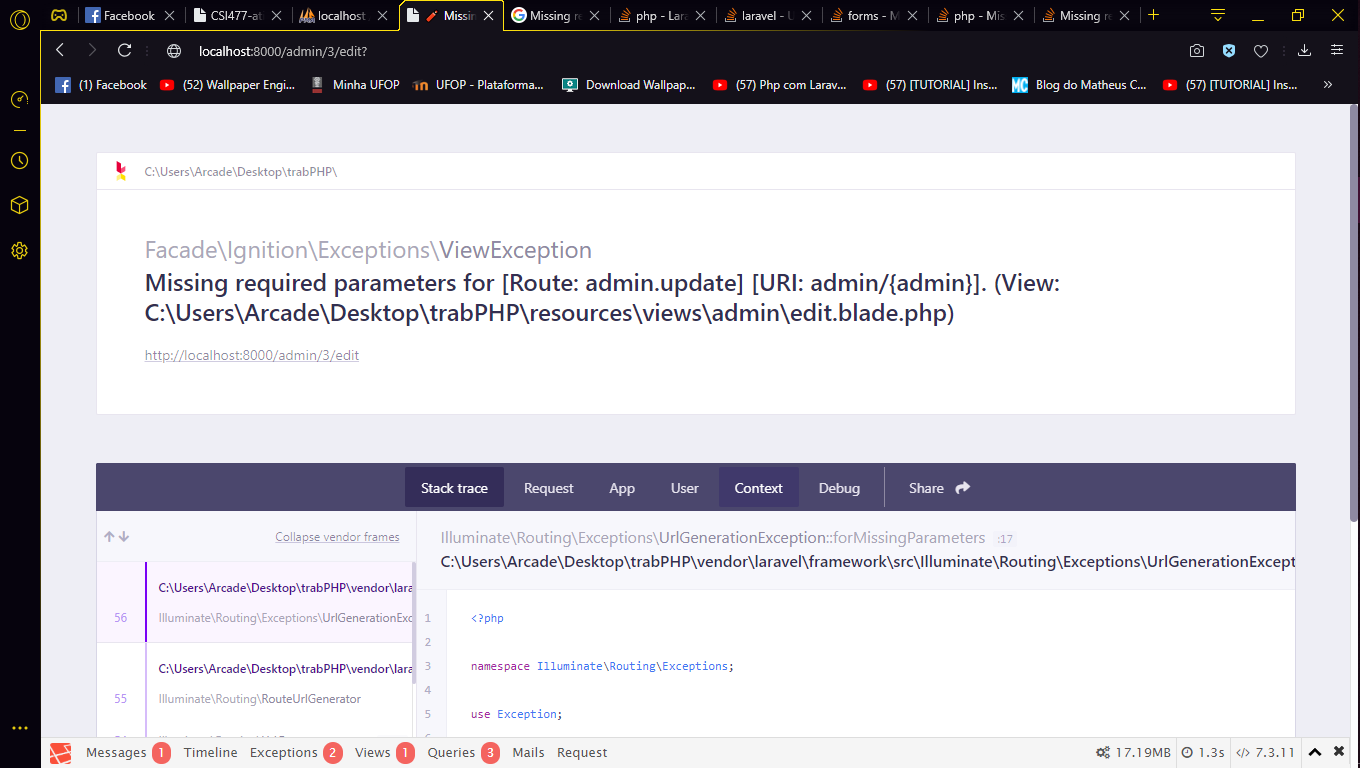 Facebook
CSI477-at
localhost
Missin
Missing re
php - Lara
laravel - U
forms - M
php - Mis
Missing re
localhost:8000/admin/3/edit?
(1) Facebook
(52) Wallpaper Engi...
Minha UFOP
UFOP - Plataforma...
Download Wallpap...
(57) Php com Larav...
(57) [TUTORIAL] Ins...
MC
Blog do Matheus C...
(57) [TUTORIAL] Ins...
»
C:\Users\Arcade\Desktop\trabPHP\
Facade\Ignition\Exceptions\ViewException
Missing required parameters for [Route: admin.update] [URI: admin/{admin}]. (View:
C:\Users\Arcade\Desktop\trabPHP\resources\views\admin\edit.blade.php)
http://localhost:8000/admin/3/edit
Stack trace Request App User Context Debug Share
Collapse vendor frames
C:\Users\Arcade\Desktop\trabPHP\vendor\lara
56 Illuminate\Routing\Exceptions\UrlGenerationExc
C:\Users\Arcade\Desktop\trabPHP\vendor\lara
55 Illuminate\Routing\RouteUrlGenerator
Illuminate\Routing\Exceptions\UrlGenerationException::forMissingParameters :17
C:\Users\Arcade\Desktop\trabPHP\vendor\laravel\framework\src\Illuminate\Routing\Exceptions\UrlGenerationExcept
1 <?php
2
3 namespace Illuminate\Routing\Exceptions;
4
5 use Exception;
Messages 1 Timeline Exceptions 2 Views 1 Queries 3 Mails Request
17.19MB 1.3s 7.3.11